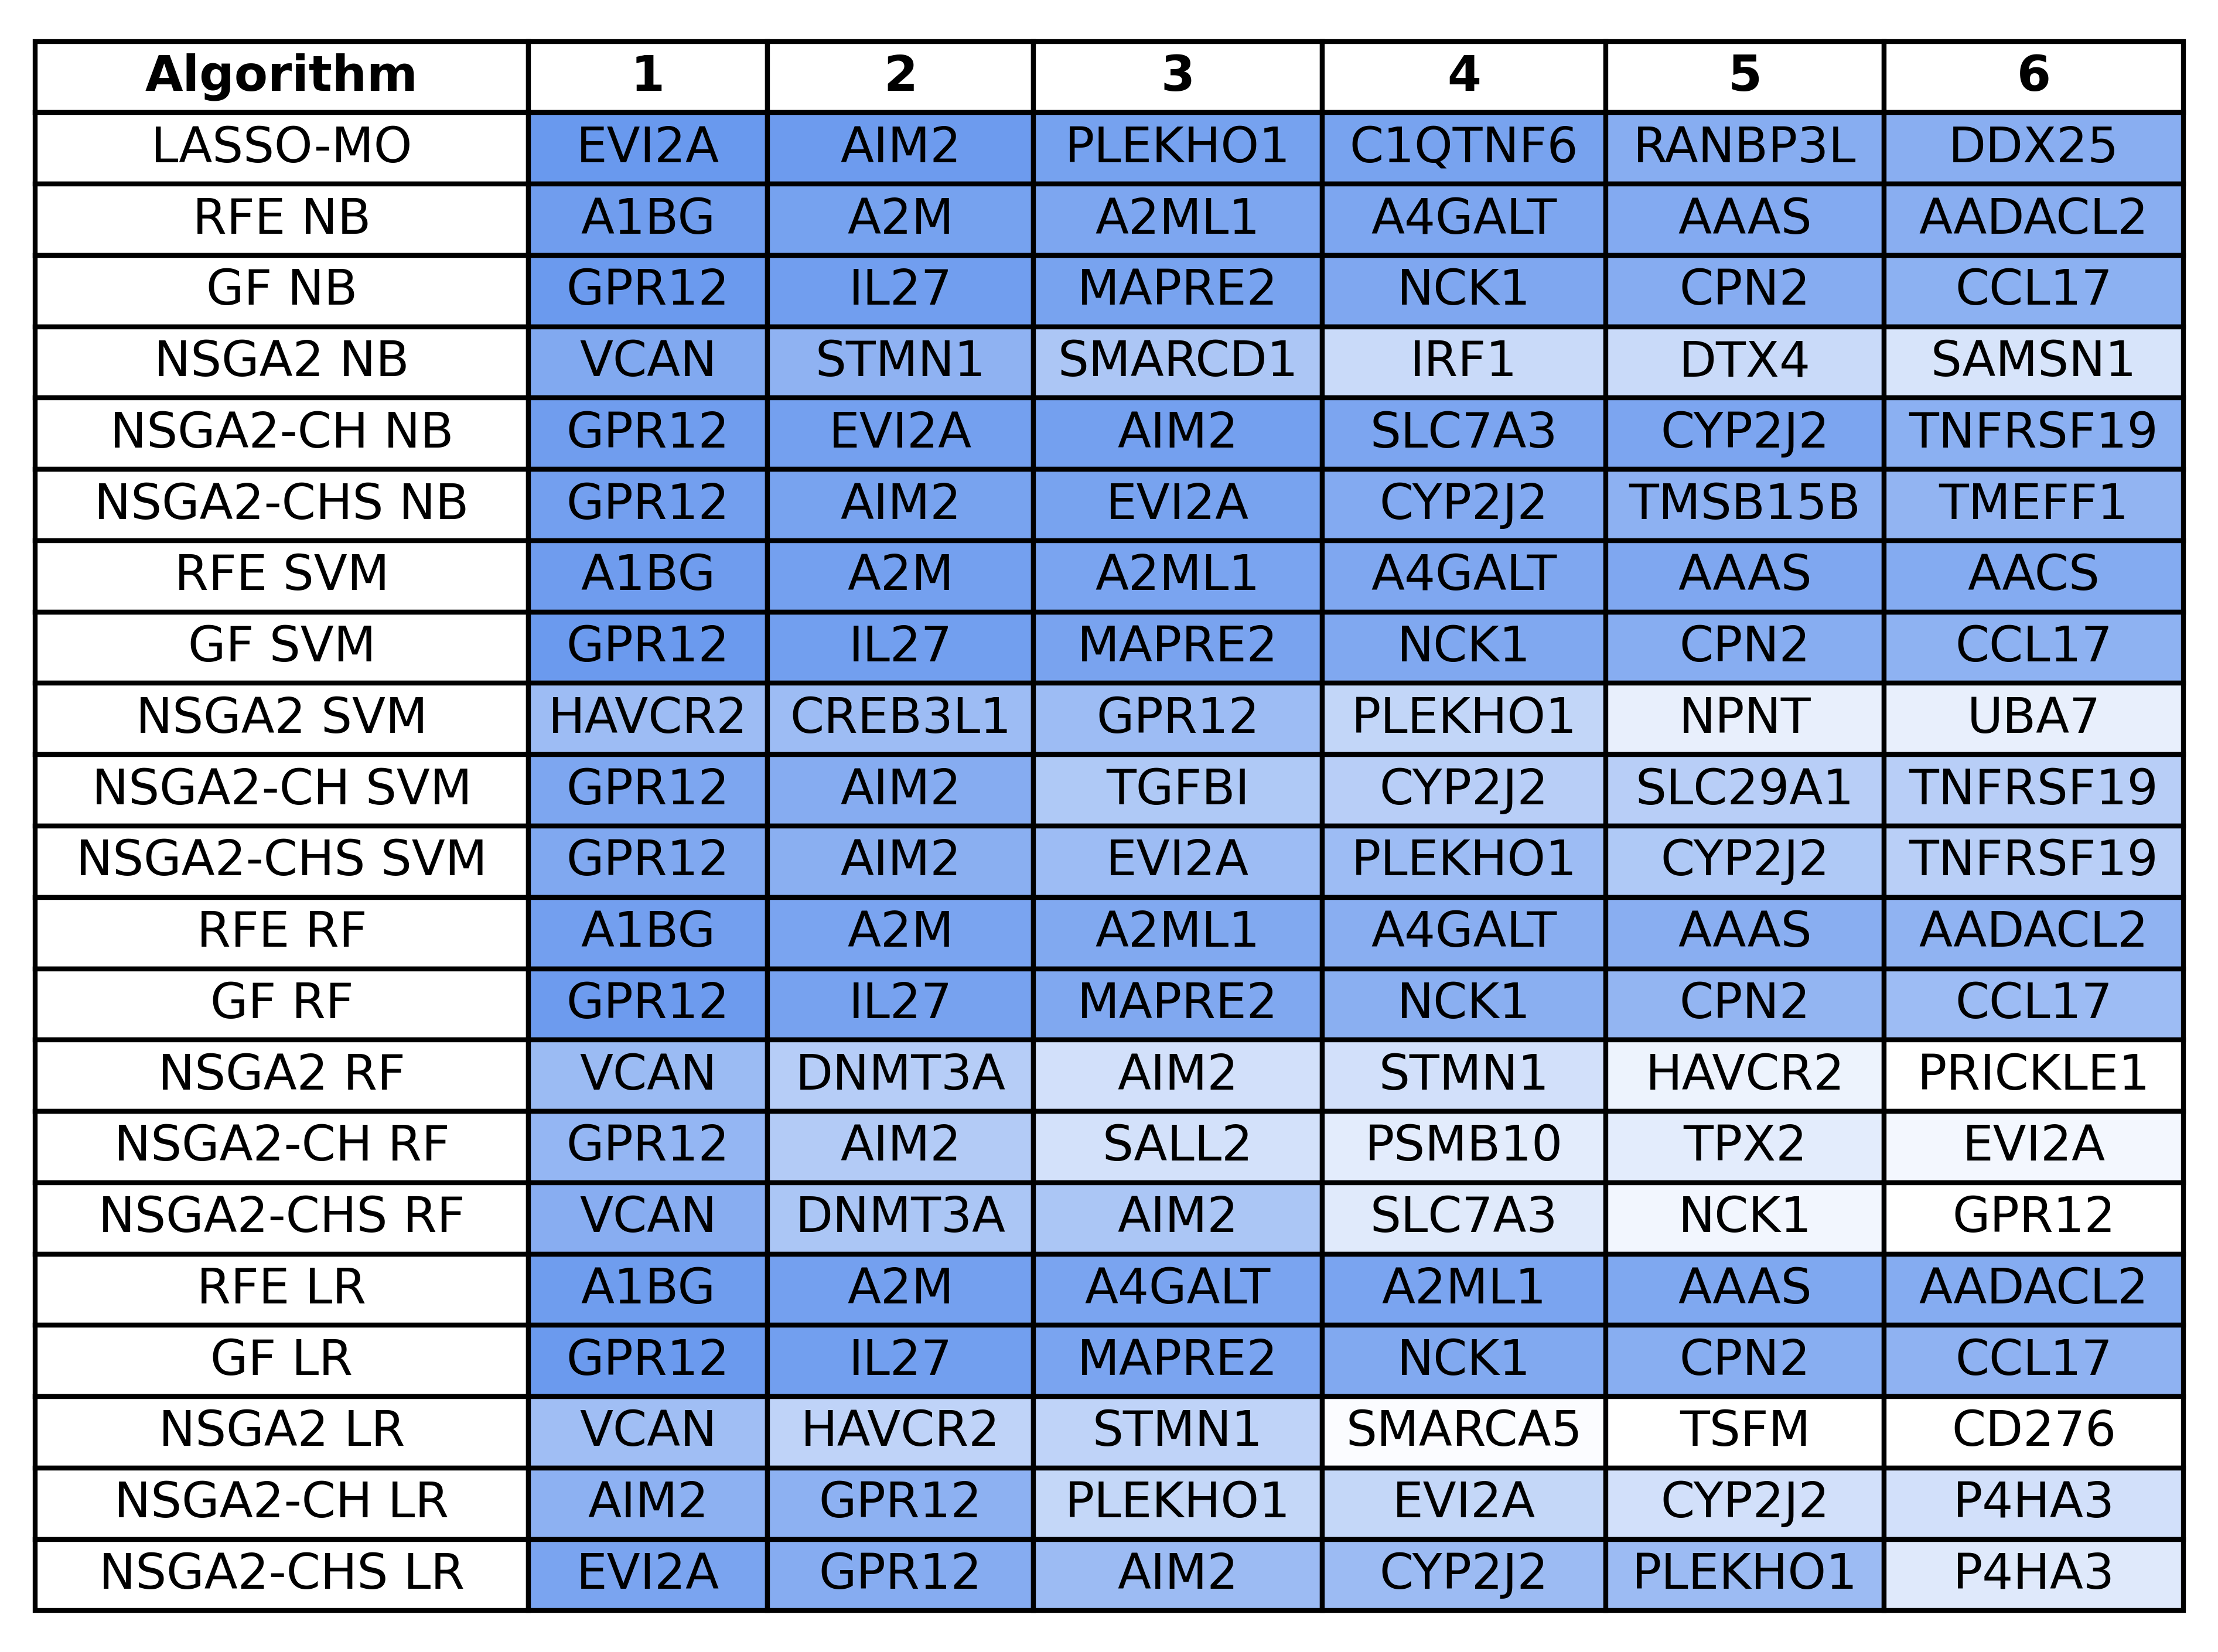 Algorithm 1 2 3 4 5 6
LASSO-MO EVI2A AIM2 PLEKHO1 C1QTNF6 RANBP3L DDX25
RFE NB A1BG A2M A2ML1 A4GALT AAAS AADACL2
GF NB GPR12 IL27 MAPRE2 NCK1 CPN2 CCL17
NSGA2 NB VCAN STMN1 SMARCD1 IRF1 DTX4 SAMSN1
NSGA2-CH NB GPR12 EVI2A AIM2 SLC7A3 CYP2J2 TNFRSF19
NSGA2-CHS NB GPR12 AIM2 EVI2A CYP2J2 TMSB15B TMEFF1
RFE SVM A1BG A2M A2ML1 A4GALT AAAS AACS
GF SVM GPR12 IL27 MAPRE2 NCK1 CPN2 CCL17
NSGA2 SVM HAVCR2 CREB3L1 GPR12 PLEKHO1 NPNT UBA7
NSGA2-CH SVM GPR12 AIM2 TGFBI CYP2J2 SLC29A1 TNFRSF19
NSGA2-CHS SVM GPR12 AIM2 EVI2A PLEKHO1 CYP2J2 TNFRSF19
RFE RF A1BG A2M A2ML1 A4GALT AAAS AADACL2
GF RF GPR12 IL27 MAPRE2 NCK1 CPN2 CCL17
NSGA2 RF VCAN DNMT3A AIM2 STMN1 HAVCR2 PRICKLE1
NSGA2-CH RF GPR12 AIM2 SALL2 PSMB10 TPX2 EVI2A
NSGA2-CHS RF VCAN DNMT3A AIM2 SLC7A3 NCK1 GPR12
RFE LR A1BG A2M A4GALT A2ML1 AAAS AADACL2
GF LR GPR12 IL27 MAPRE2 NCK1 CPN2 CCL17
NSGA2 LR VCAN HAVCR2 STMN1 SMARCA5 TSFM CD276
NSGA2-CH LR AIM2 GPR12 PLEKHO1 EVI2A CYP2J2 P4HA3
NSGA2-CHS LR EVI2A GPR12 AIM2 CYP2J2 PLEKHO1 P4HA3